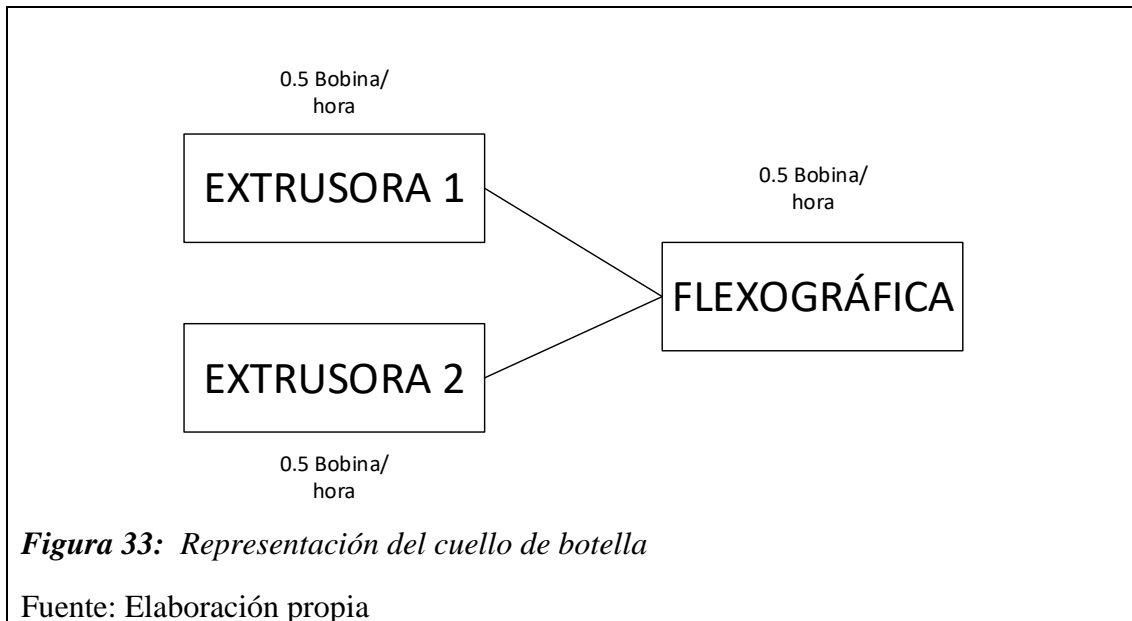 0.5 Bobina/
hora
EXTRUSORA 1
0.5 Bobina/
hora
FLEXOGRÁFICA
EXTRUSORA 2
0.5 Bobina/
hora
Figura 33: Representación del cuello de botella
Fuente: Elaboración propia